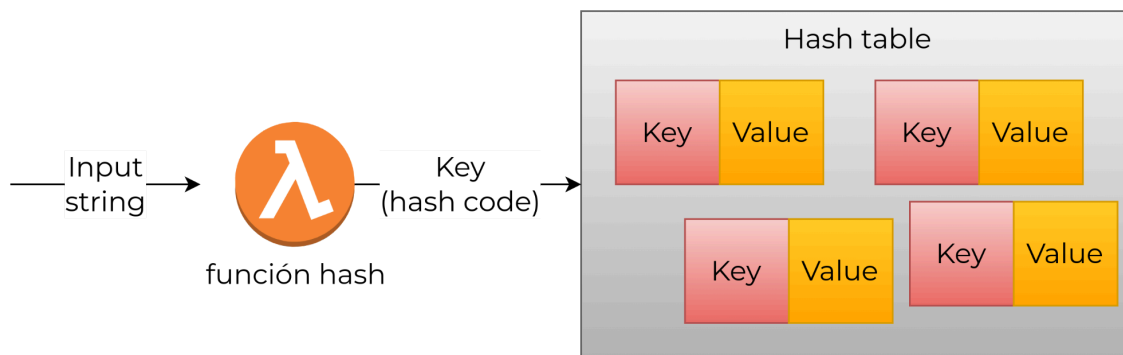 Input
string
función hash
Key
(hash code)
Hash table
Key Value
Key Value
Key Value
Key Value